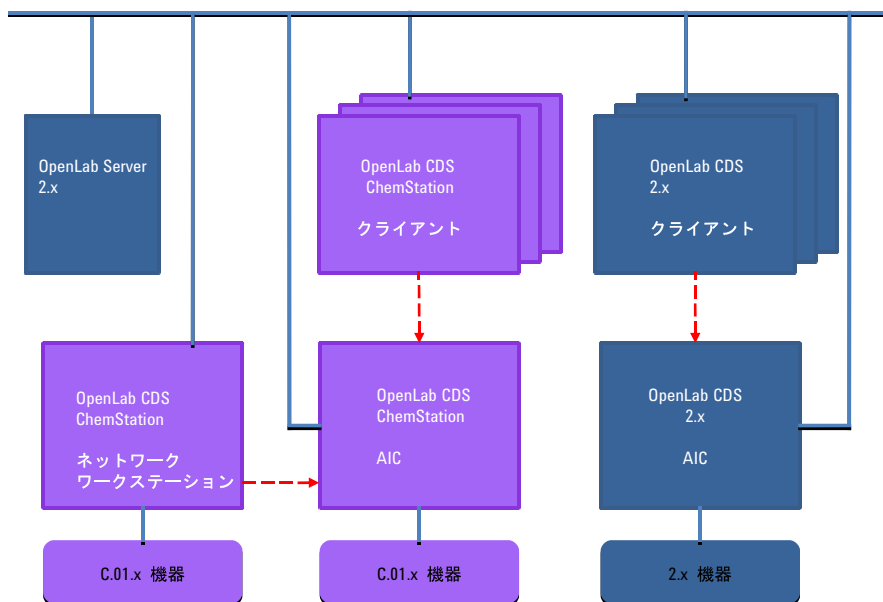 OpenLab Server
2.x
OpenLab CDS
ChemStation
クライアント
OpenLab CDS
2.x
クライアント
OpenLab CDS
ChemStation
ネットワーク
ワークステーション
OpenLab CDS
ChemStation
AIC
OpenLab CDS
2.x
AIC
C.01.x 機器
C.01.x 機器
2.x 機器